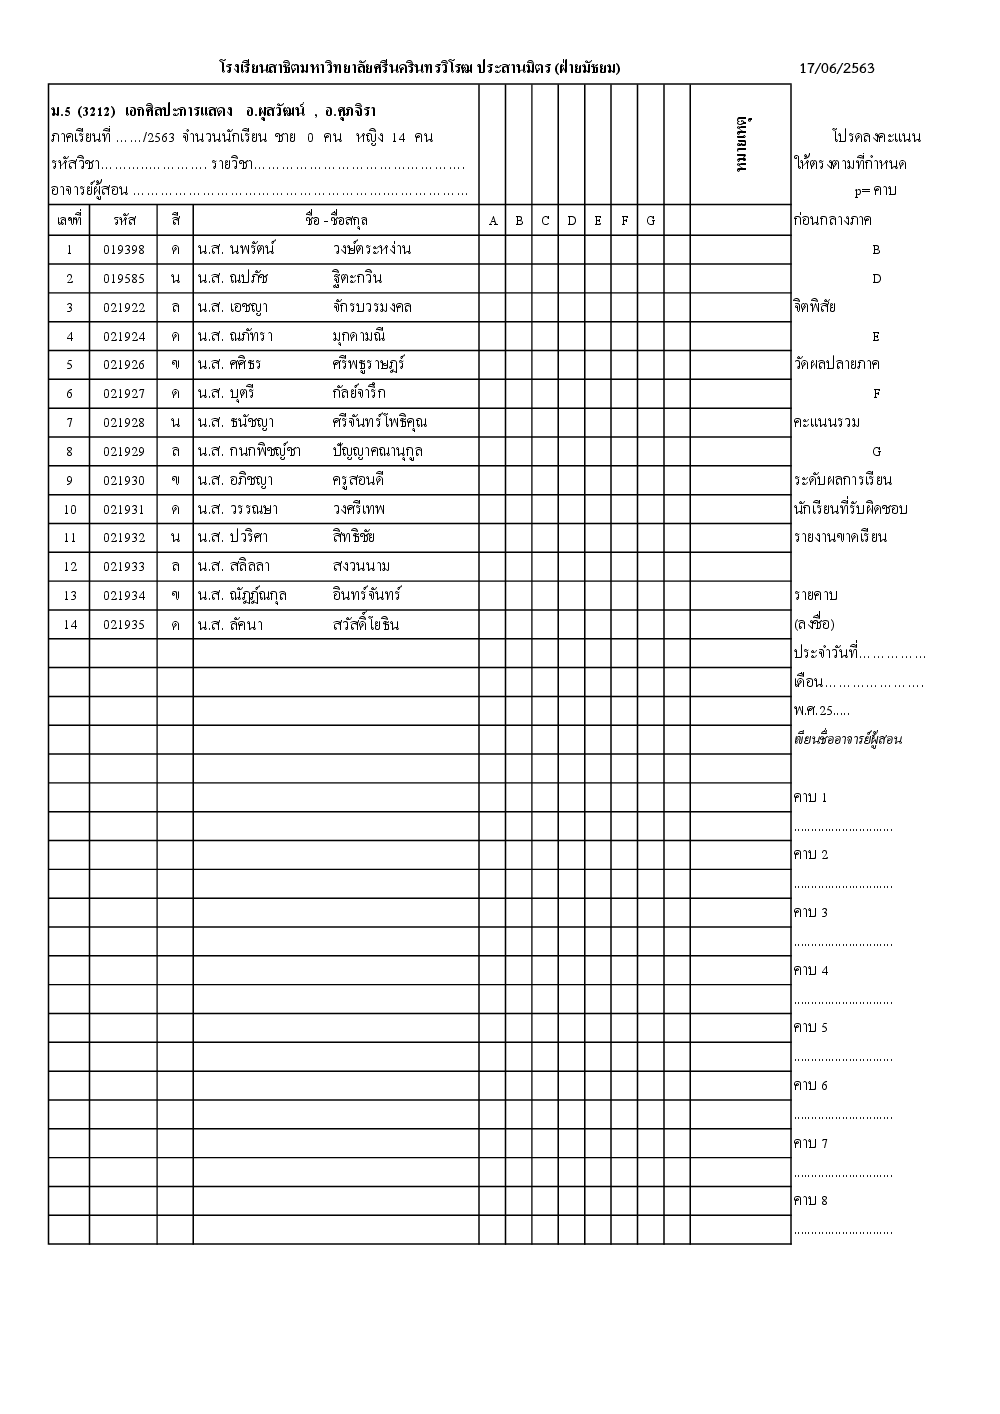 โรงเรียนสาธิตมหาวิทยาลัยศรีนครินทรวิโรฒ ประสานมิตร (ฝ่ายมัธยม) 17/06/2563
ม.5 (3212) เอกศิลปะการแสดง อ.ผุสวัฒน์ , อ.ศุภจิรา
หมายเหตุ
ภาคเรียนที่ ……/2563 จำนวนนักเรียน ชาย 0 คน หญิง 14 คน โปรดลงคะแนน
รหัสวิชา…………………. รายวิชา………………………………………. ให้ตรงตามที่กำหนด
อาจารย์ผู้สอน ……………………………………………………………… p= คาบ
เลขที่ รหัส สี ชื่อ - ชื่อสกุล A B C D E F G ก่อนกลางภาค
1 019398 ด น.ส. นพรัตน์ วงษ์ตระหง่าน B
2 019585 น น.ส. ณปภัช ฐิตะกวิน D
3 021922 ล น.ส. เอชญา จักรบวรมงคล จิตพิสัย
4 021924 ด น.ส. ณภัทรา มุกดามณี E
5 021926 ข น.ส. ศศิธร ศรีพธูราษฎร์ วัดผลปลายภาค
6 021927 ด น.ส. บุตรี กัลย์จาริ์ก F
7 021928 น น.ส. ธนัชญา ศรีจันทร์โพธิคุณ คะแนนรวม
8 021929 ล น.ส. กนกพิชญ์ชา ปัญญาคณานุกูล G
9 021930 ข น.ส. อภิชญา ครูสอนดี ระดับผลการเรียน
10 021931 ด น.ส. วรรณษา วงศรีเทพ นักเรียนที่รับผิดชอบ
11 021932 น น.ส. ปวริศา สิทธิชัย รายงานขาดเรียน
12 021933 ล น.ส. สลิลลา สงวนนาม
13 021934 ข น.ส. ณัฏฏ์ณกุล อินทร์จันทร์ รายคาบ
14 021935 ด น.ส. ลัคนา สวัสดิ์โยธิน (ลงชื่อ)
ประจำวันที่……………
เดือน………………….
พ.ศ.25.....
เขียนชื่ออาจารย์ผู้สอน
คาบ 1
.............................
คาบ 2
.............................
คาบ 3
.............................
คาบ 4
.............................
คาบ 5
.............................
คาบ 6
.............................
คาบ 7
.............................
คาบ 8
.............................